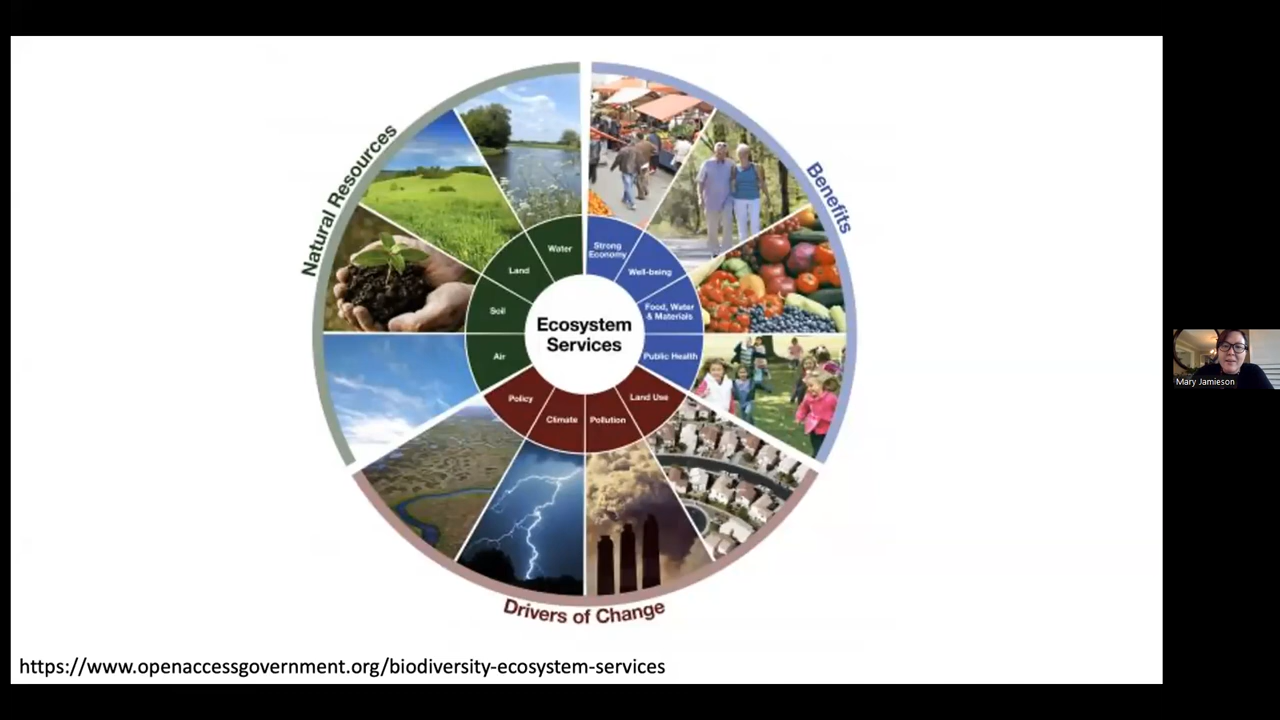 Natural Resources
Benefits
Water
Land
Soil
Air
Strong
Economy
Well-being
Food, Water
& Materials
Public Health
Ecosystem
Services
Policy
Climate
Pollution
Land Use
Drivers of Change
https://www.openaccessgovernment.org/biodiversity-ecosystem-services
Mary Jamieson